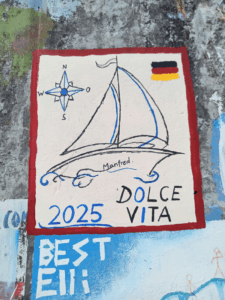 N
W O
S
Manfred
2025 DOLCE
VITA
BEST
Elli